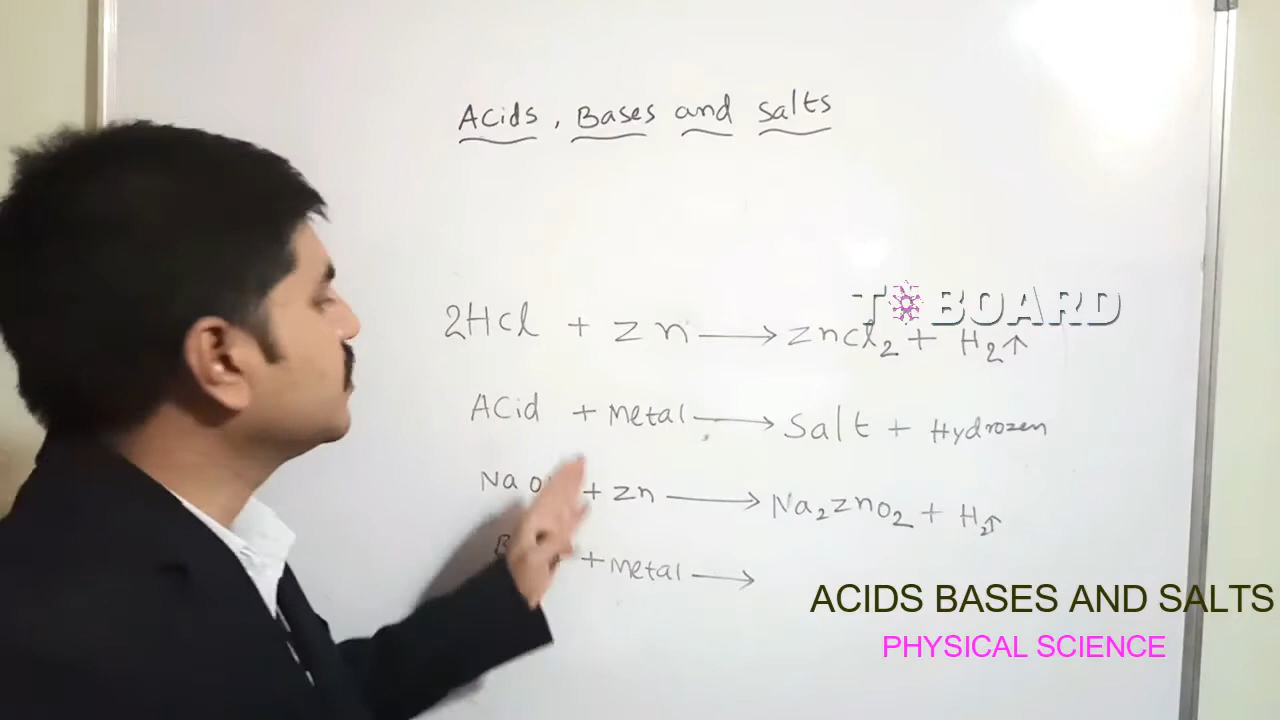 Acids, Bases and Salts
T BOARD
2HCl + Zn → ZnCl2 + H2↑
Acid + Metal → Salt + Hydrozen
Na + Zn → Na2ZnO2 + H2↑
+ Metal →
ACIDS BASES AND SALTS
PHYSICAL SCIENCE